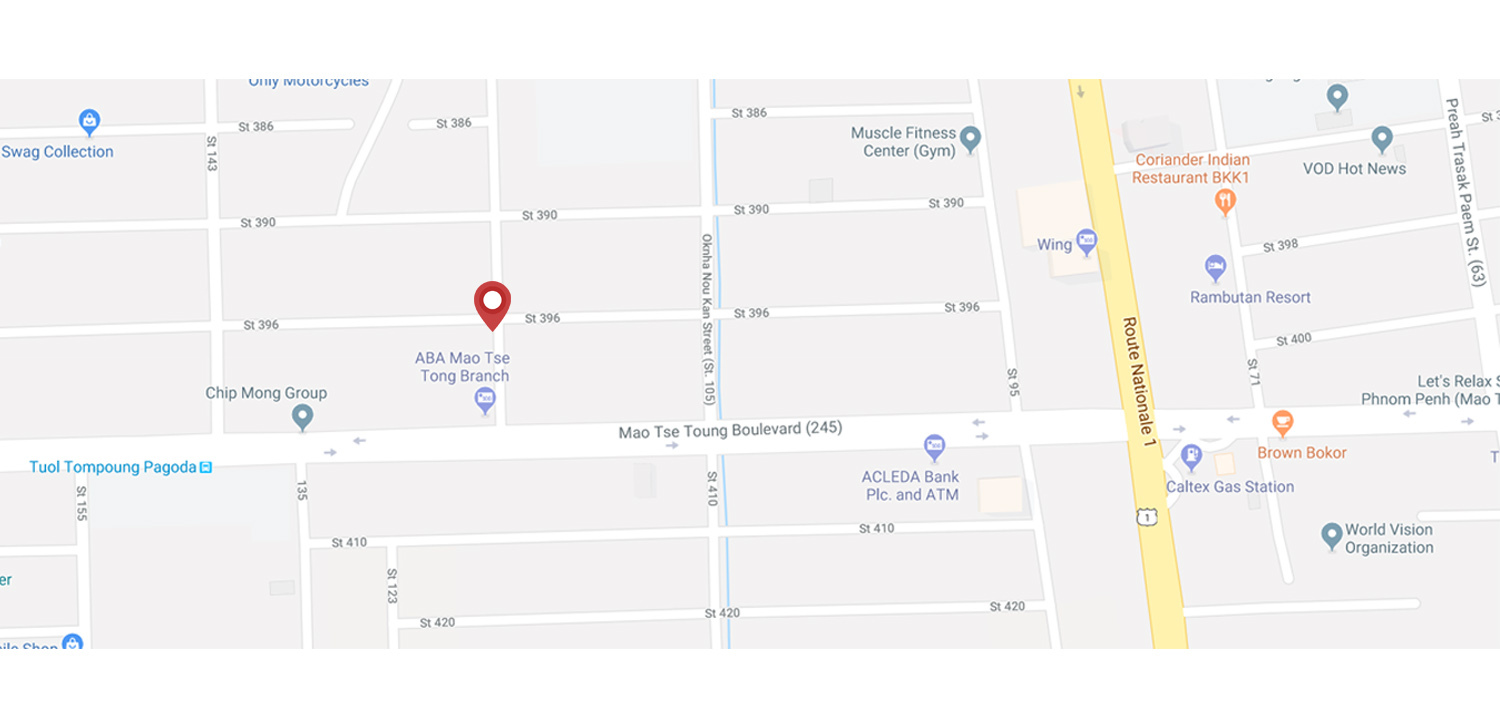 Only Motorcycles
St 386
St 386
St 386
Swag Collection
St 143
Muscle Fitness
Center (Gym)
Coriander Indian
Restaurant BKK1
VOD Hot News
Preah Trasak Paem St. (63)
St 390
St 390
St 390
St 390
Oknha Nou Kan Street (St. 105)
Wing
St 398
Rambutan Resort
St 396
St 396
St 396
St 396
Route Nationale 1
St 400
ABA Mao Tse
Tong Branch
St 95
St 71
Chip Mong Group
Let's Relax
Phnom Penh (Mao T
Mao Tse Toung Boulevard (245)
Brown Bokor
Tuol Tompoung Pagoda
ACLEDA Bank
Plc. and ATM
Caltex Gas Station
St 155
135
St 410
1
World Vision
Organization
St 410
St 410
er
St 123
St 420
St 420
St 420